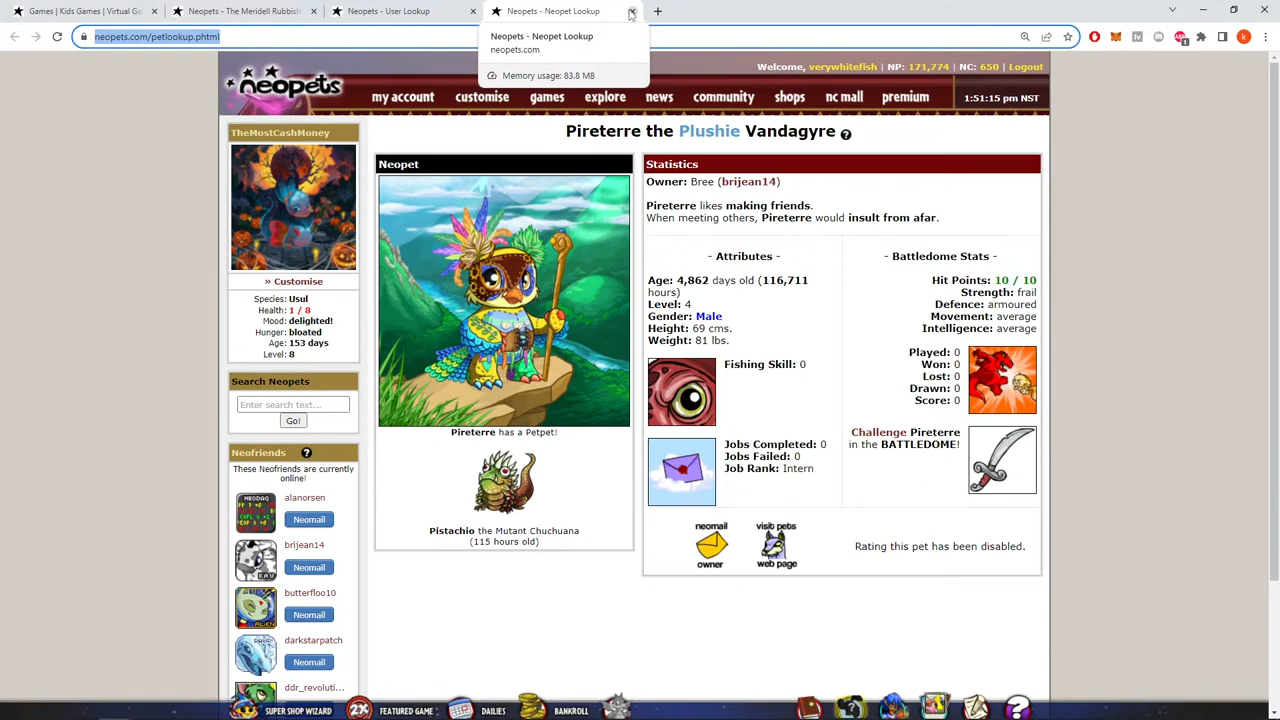 Games | Kids Games | Virtual Ga
Neopets - The Meridell Rubbish
Neopets - User Lookup
Neopets - Neopet Lookup
neopets.com/petlookup.phtml
Neopets - Neopet Lookup
neopets.com
Memory usage: 83.8 MB
neopets
Welcome, verywhitefish | NP: 171,774 | NC: 650 | Logout
my account customise games explore news community shops nc mall premium 1:51:15 pm NST
TheMostCashMoney
» Customise
Species: Usul
Health: 1 / 8
Mood: delighted!
Hunger: bloated
Age: 153 days
Level: 8
Search Neopets
Enter search text...
Go!
Neofriends ?
These Neofriends are currently
online!
alanorsen
Neomail
brijean14
Neomail
butterfloo10
Neomail
darkstarpatch
Neomail
ddr_revoluti...
Pireterre the Plushie Vandagyre ?
Neopet
Pireterre has a Petpet!
Pistachio the Mutant Chuchuana
(115 hours old)
Statistics
Owner: Bree (brijean14)
Pireterre likes making friends.
When meeting others, Pireterre would insult from afar.
- Attributes -
Age: 4,862 days old (116,711
hours)
Level: 4
Gender: Male
Height: 69 cms.
Weight: 81 lbs.
Fishing Skill: 0
Jobs Completed: 0
Jobs Failed: 0
Job Rank: Intern
- Battledome Stats -
Hit Points: 10 / 10
Strength: frail
Defence: armoured
Movement: average
Intelligence: average
Played: 0
Won: 0
Lost: 0
Drawn: 0
Score: 0
Challenge Pireterre
in the BATTLEDOME!
neomail
owner
visit pets
web page
Rating this pet has been disabled.
SUPER SHOP WIZARD 2X FEATURED GAME DAILIES BANKROLL